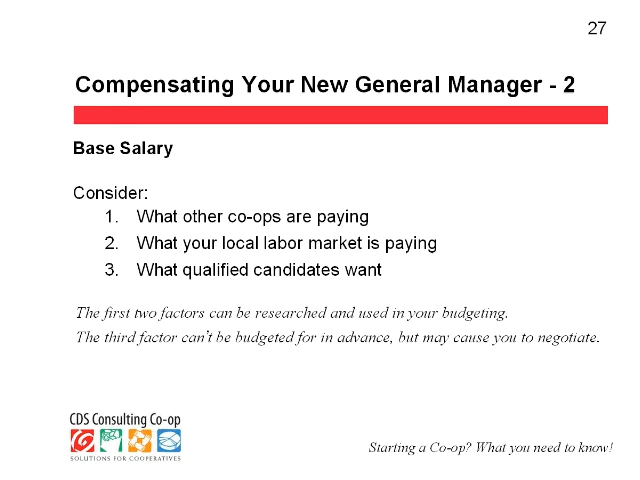 27
Compensating Your New General Manager - 2
Base Salary
Consider:
1. What other co-ops are paying
2. What your local labor market is paying
3. What qualified candidates want
The first two factors can be researched and used in your budgeting.
The third factor can't be budgeted for in advance, but may cause you to negotiate.
CDS Consulting Co-op
SOLUTIONS FOR COOPERATIVES
Starting a Co-op? What you need to know!